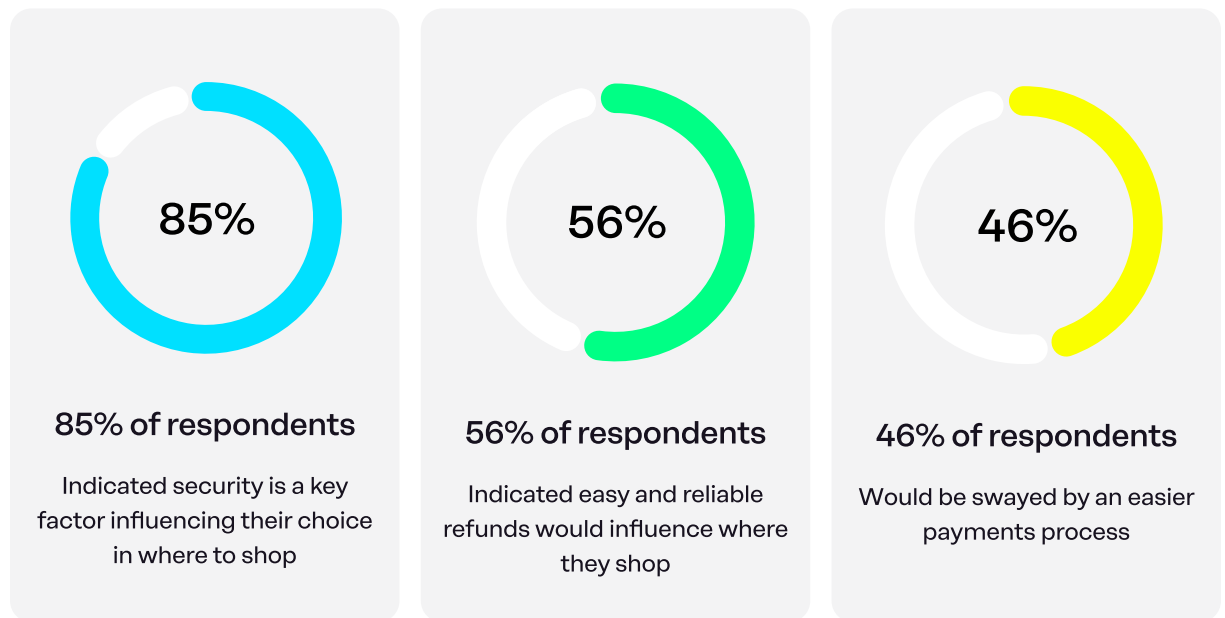 85%
85% of respondents
Indicated security is a key
factor influencing their choice
in where to shop
56%
56% of respondents
Indicated easy and reliable
refunds would influence where
they shop
46%
46% of respondents
Would be swayed by an easier
payments process